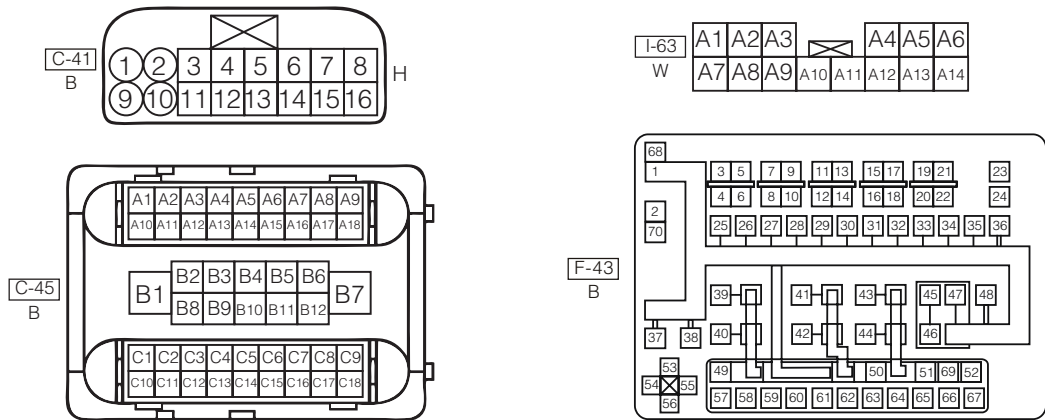 C-41
B
1 2 3 4 5 6 7 8
9 10 11 12 13 14 15 16
H
I-63
W
A1 A2 A3 A4 A5 A6
A7 A8 A9 A10 A11 A12 A13 A14
C-45
B
A1 A2 A3 A4 A5 A6 A7 A8 A9
A10 A11 A12 A13 A14 A15 A16 A17 A18
B1 B2 B3 B4 B5 B6 B7
B8 B9 B10 B11 B12
C1 C2 C3 C4 C5 C6 C7 C8 C9
C10 C11 C12 C13 C14 C15 C16 C17 C18
F-43
B
68
1 3 5 7 9 11 13 15 17 19 21 23
4 6 8 10 12 14 16 18 20 22 24
2
70 25 26 27 28 29 30 31 32 33 34 35 36
39 41 43 45 47 48
37 38 40 42 44 46
53 49 50 51 69 52
54 55
56 57 58 59 60 61 62 63 64 65 66 67